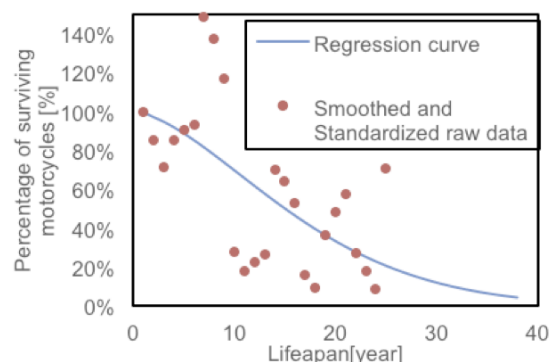 140%
120%
100%
80%
60%
40%
20%
0%
Percentage of surviving
motorcycles [%]
Regression curve
Smoothed and
Standardized raw data
0
10
20
30
40
Lifeapan[year]